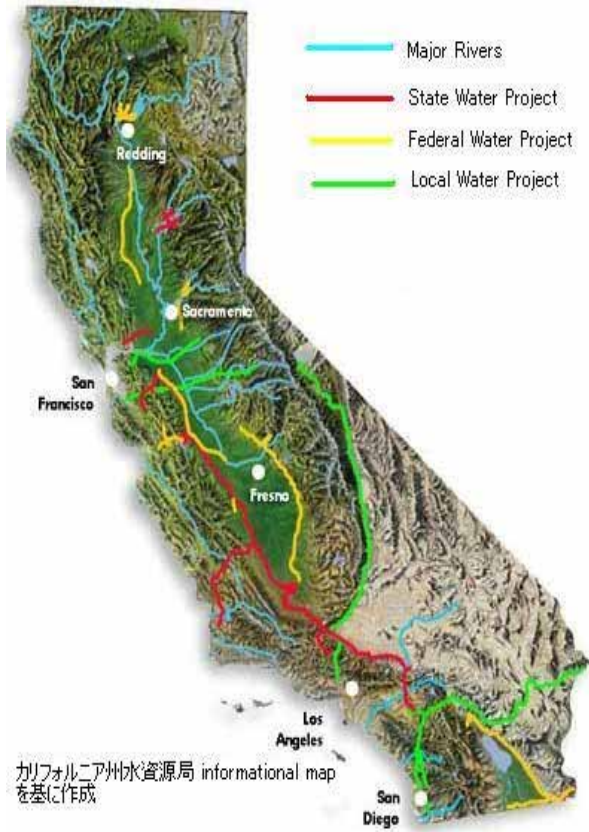 Major Rivers
State Water Project
Federal Water Project
Local Water Project
Redding
Sacramento
San
Francisco
Fresno
Los
Angeles
San
Diego
カリフォルニア州水資源局 informational map
を基に作成